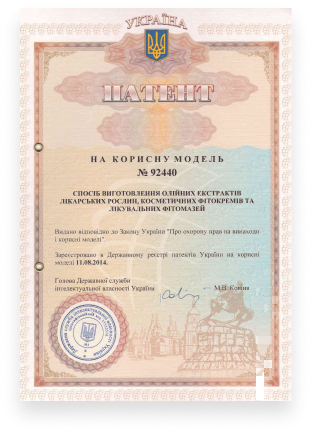 УКРАЇНА
ПАТЕНТ
НА КОРИСНУ МОДЕЛЬ
№ 92440
СПОСІБ ВИГОТОВЛЕННЯ ОЛІЙНИХ ЕКСТРАКТІВ
ЛІКАРСЬКИХ РОСЛИН, КОСМЕТИЧНИХ ФІТОКРЕМІВ ТА
ЛІКУВАЛЬНИХ ФІТОМАЗЕЙ
Видано відповідно до Закону України "Про охорону прав на винаходи
і корисні моделі".
Зареєстровано в Державному реєстрі патентів України на корисні
моделі 11.08.2014.
Голова Державної служби
інтелектуальної власності України
М.В. Ковіня